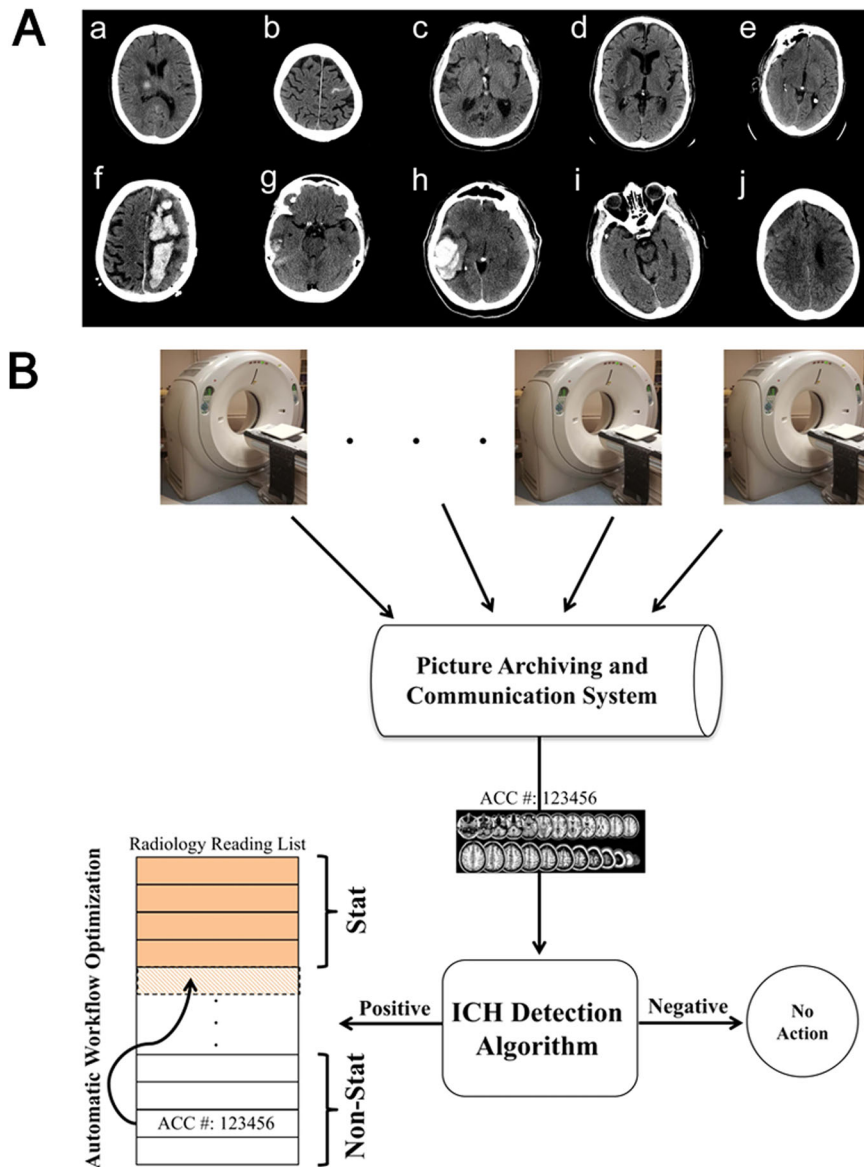 A
a b c d e
f g h i j
B
Picture Archiving and
Communication System
ACC #: 123456
Radiology Reading List
Automatic Workflow Optimization
Stat
Non-Stat
ACC #: 123456
Positive
ICH Detection
Algorithm
Negative
No
Action